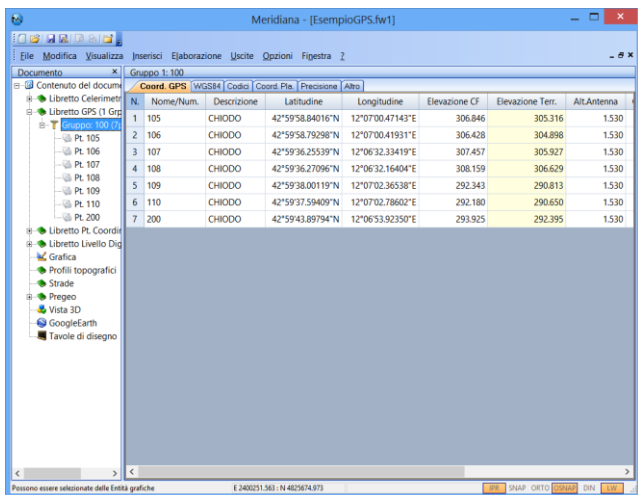 Meridiana - [EsempioGPS.fw1]
File Modifica Visualizza Inserisci Elaborazione Uscite Opzioni Finestra ?
Documento
Contenuto del docume
Libretto Celerimetr
Libretto GPS (1 Grp
Gruppo: 100 (7p
Pt. 105
Pt. 106
Pt. 107
Pt. 108
Pt. 109
Pt. 110
Pt. 200
Libretto Pt. Coordir
Libretto Livello Dig
Grafica
Profili topografici
Strade
Pregeo
Vista 3D
GoogleEarth
Tavole di disegno
Gruppo 1: 100
Coord. GPS WGS84 Codici Coord. Pte. Precisione Altro
N. Nome/Num. Descrizione Latitudine Longitudine Elevazione CF Elevazione Terr. Alt.Antenna
1 105 CHIODO 42°59'58.84016"N 12°07'00.47143"E 306.846 305.316 1.530
2 106 CHIODO 42°59'58.79298"N 12°07'00.41931"E 306.428 304.898 1.530
3 107 CHIODO 42°59'36.25539"N 12°06'32.33419"E 307.457 305.927 1.530
4 108 CHIODO 42°59'36.27096"N 12°06'32.16404"E 308.159 306.629 1.530
5 109 CHIODO 42°59'38.00119"N 12°07'02.36538"E 292.343 290.813 1.530
6 110 CHIODO 42°59'37.59409"N 12°07'02.78602"E 292.180 290.650 1.530
7 200 CHIODO 42°59'43.89794"N 12°06'53.92350"E 293.925 292.395 1.530
Possono essere selezionate delle Entità grafiche E 2400251.563 : N 4825674.973 IPR SNAP ORTO OSNAP DIN LW